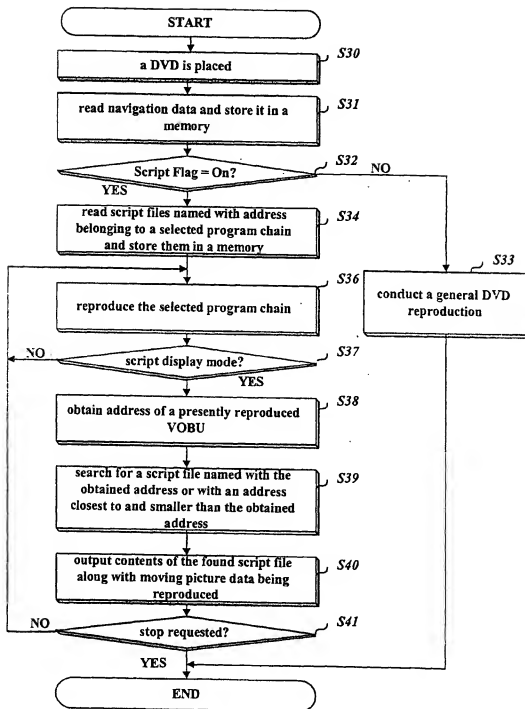 START
S30
a DVD is placed
S31
read navigation data and store it in a
memory
S32
Script Flag = On?
NO
YES
S34
read script files named with address
belonging to a selected program chain
and store them in a memory
S33
conduct a general DVD
reproduction
S36
reproduce the selected program chain
S37
NO
script display mode?
YES
S38
obtain address of a presently reproduced
VOBU
S39
search for a script file named with the
obtained address or with an address
closest to and smaller than the obtained
address
S40
output contents of the found script file
along with moving picture data being
reproduced
S41
NO
stop requested?
YES
END